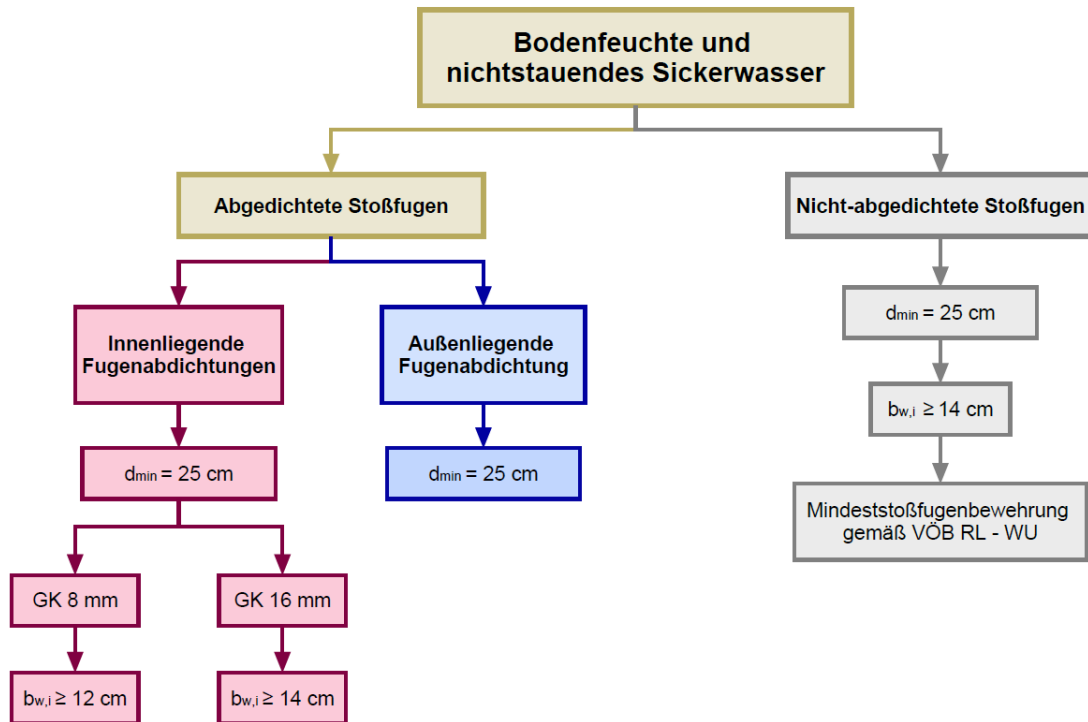 Bodenfeuchte und
nichtstauendes Sickerwasser
Abgedichtete Stoßfugen
Nicht-abgedichtete Stoßfugen
Innenliegende
Fugenabdichtungen
Außenliegende
Fugenabdichtung
dmin = 25 cm
bw,i ≥ 14 cm
dmin = 25 cm
dmin = 25 cm
Mindeststoßfugenbewehrung
gemäß VÖB RL - WU
GK 8 mm
GK 16 mm
bw,i ≥ 12 cm
bw,i ≥ 14 cm